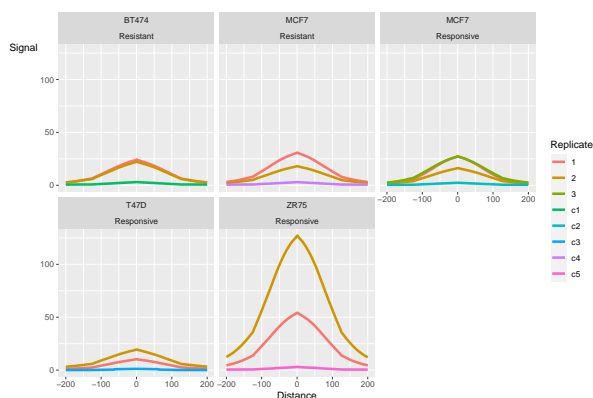 BT474 MCF7 MCF7
Resistant Resistant Responsive
Signal
100
50
0
−200 −100 0 100 200
T47D ZR75
Responsive Responsive
100
50
0
−200 −100 0 100 200 −200 −100 0 100 200
Distance
Replicate
1
2
3
c1
c2
c3
c4
c5